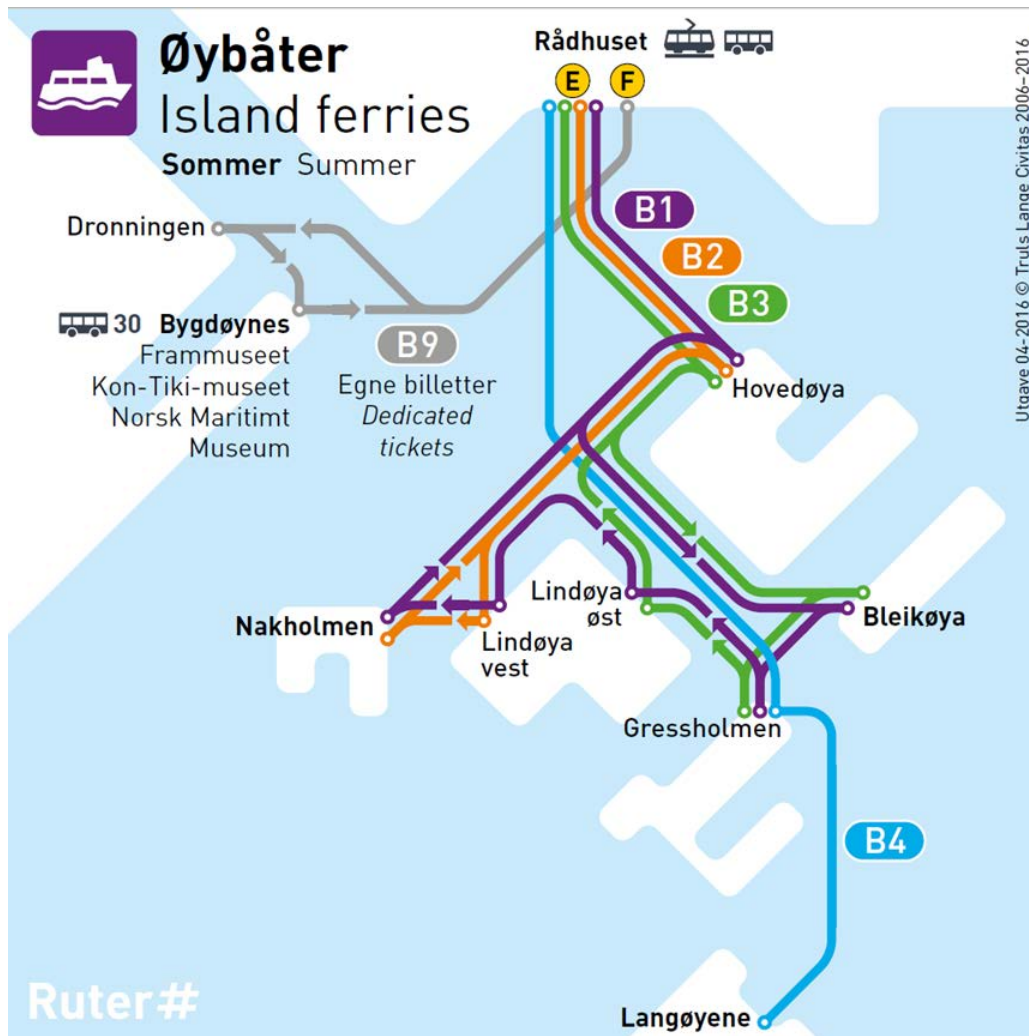 Øybåter
Island ferries
Sommer Summer
Rådhuset
E
F
B1
B2
B3
Dronningen
30 Bygdøynes
Frammuseet
Kon-Tiki-museet
Norsk Maritimt
Museum
B9
Egne billetter
Dedicated
tickets
Hovedøya
Nakholmen
Lindøya
vest
Lindøya
øst
Bleikøya
Gressholmen
B4
Langøyene
Ruter#
Utgave 04-2016 © Truls Lange Civitas 2006–2016